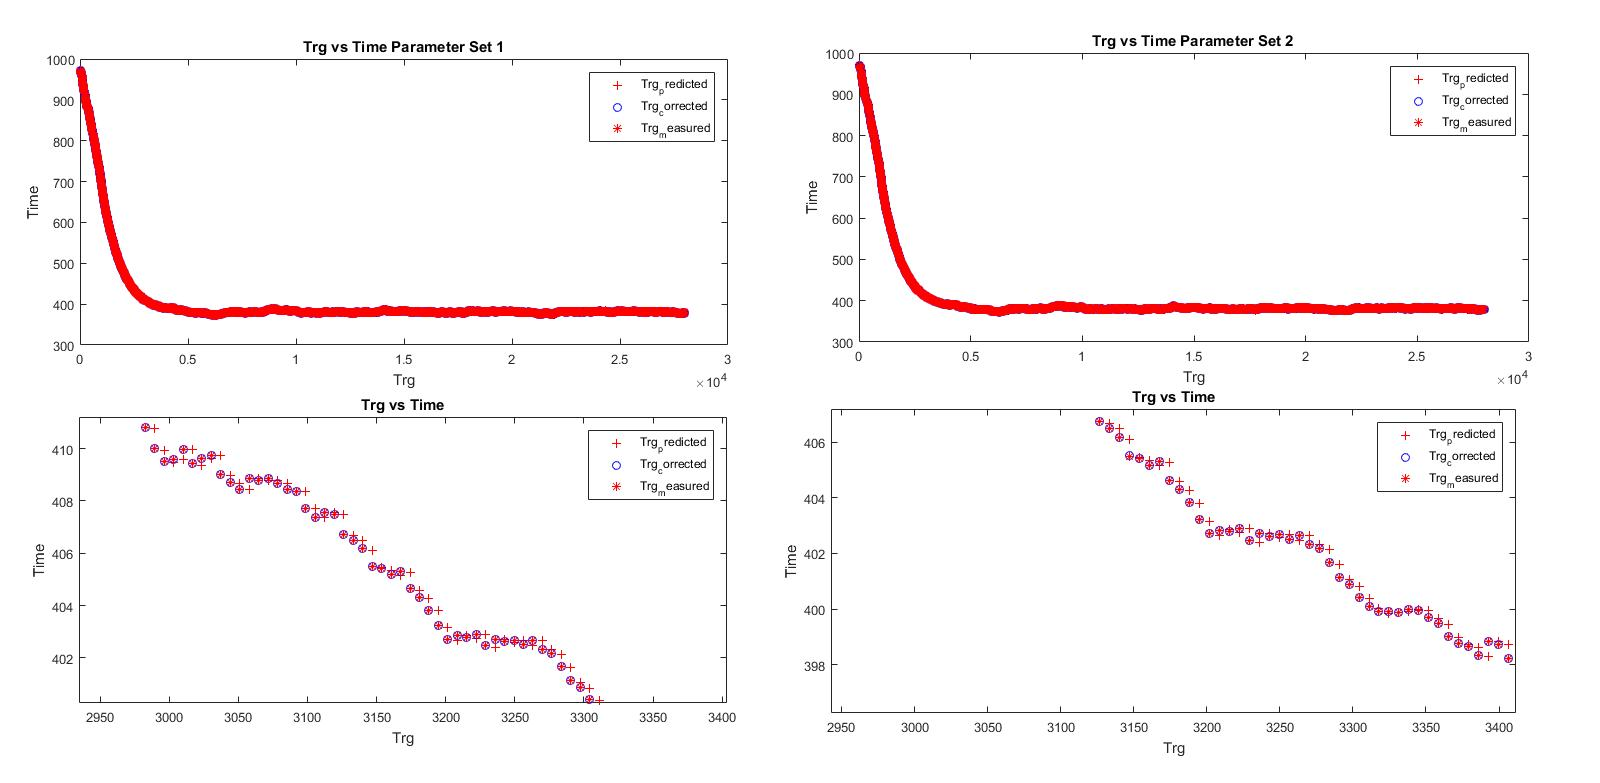 Trg vs Time Parameter Set 1
1000
900
800
700
600
500
400
300
Time
0
0.5
1
1.5
2
2.5
3
×10^4
Trg
Trg_predicted
Trg_corrected
Trg_measured
Trg vs Time Parameter Set 2
1000
900
800
700
600
500
400
300
Time
0
0.5
1
1.5
2
2.5
3
×10^4
Trg
Trg_predicted
Trg_corrected
Trg_measured
Trg vs Time
410
408
406
404
402
Time
2950
3000
3050
3100
3150
3200
3250
3300
3350
3400
Trg
Trg_predicted
Trg_corrected
Trg_measured
Trg vs Time
406
404
402
400
398
Time
2950
3000
3050
3100
3150
3200
3250
3300
3350
3400
Trg
Trg_predicted
Trg_corrected
Trg_measured